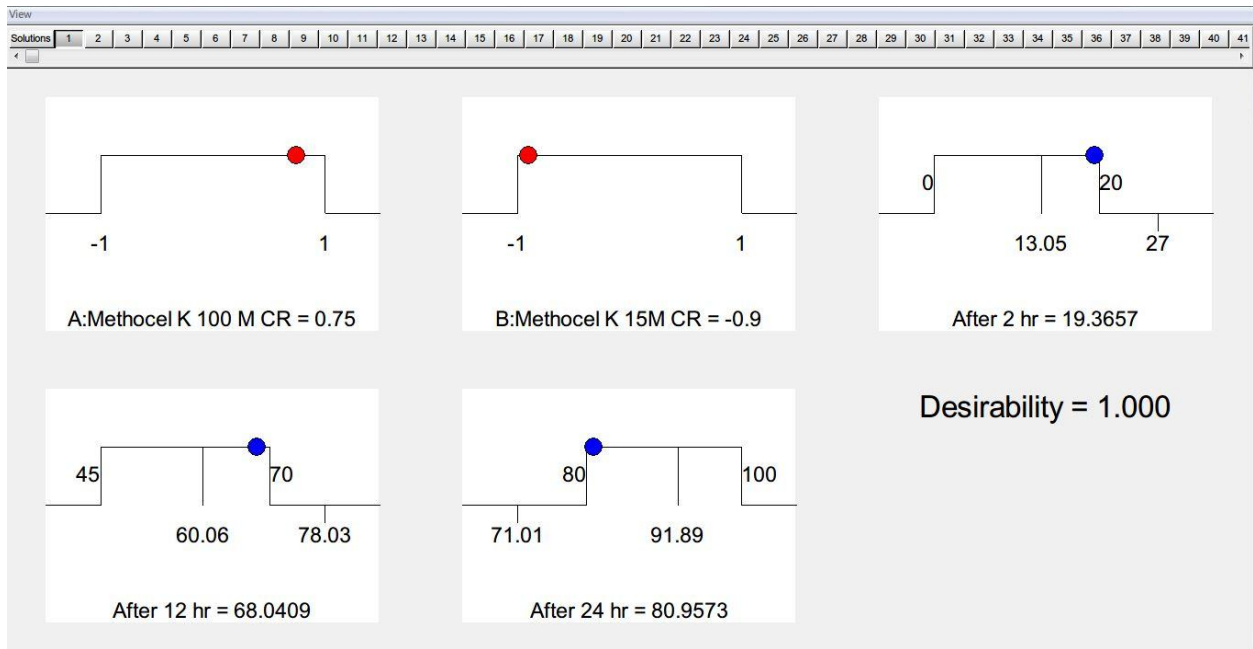 View
Solutions 1 2 3 4 5 6 7 8 9 10 11 12 13 14 15 16 17 18 19 20 21 22 23 24 25 26 27 28 29 30 31 32 33 34 35 36 37 38 39 40 41
-1 1
A:Methocel K 100 M CR = 0.75
-1 1
B:Methocel K 15M CR = -0.9
0 20
13.05 27
After 2 hr = 19.3657
45 70
60.06 78.03
After 12 hr = 68.0409
80 100
71.01 91.89
After 24 hr = 80.9573
Desirability = 1.000